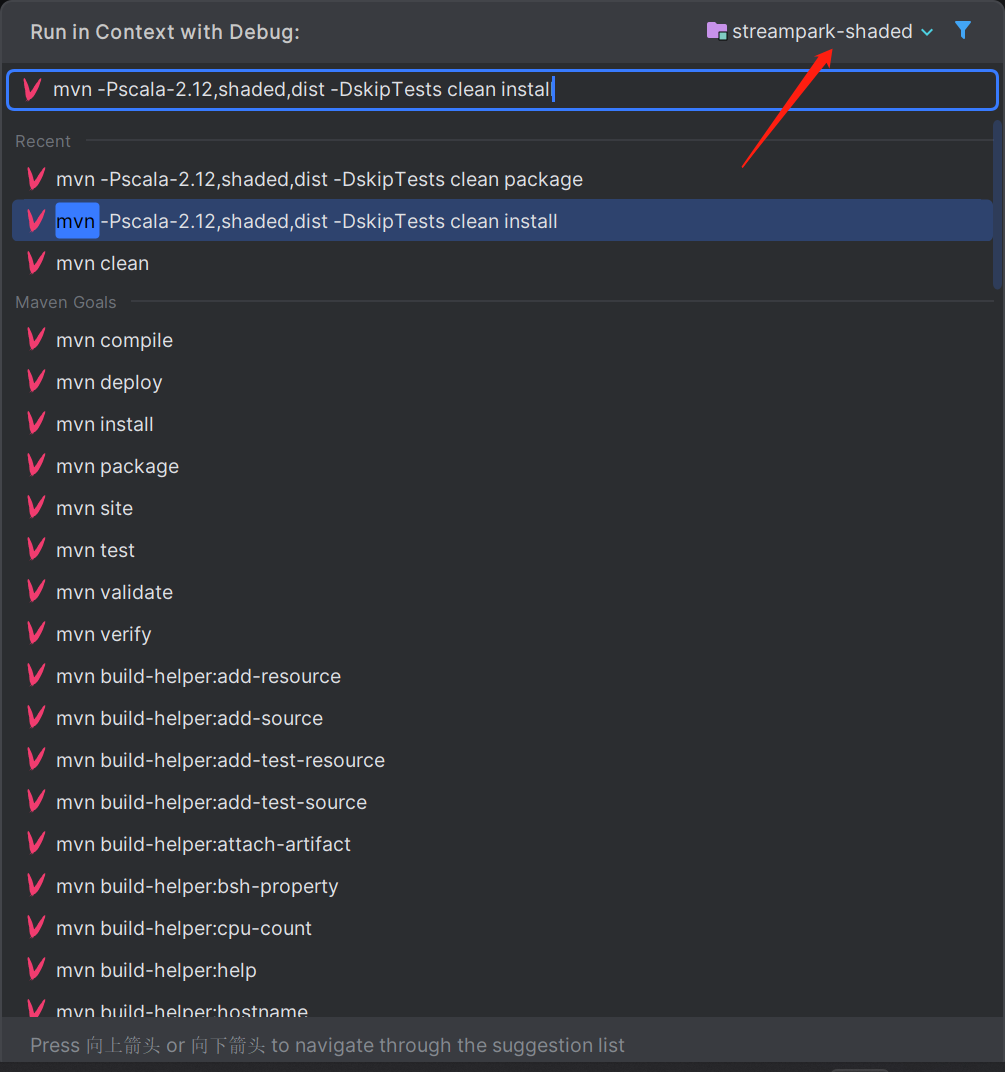 Run in Context with Debug:
streampark-shaded
mvn -Pscala-2.12,shaded,dist -DskipTests clean install
Recent
mvn -Pscala-2.12,shaded,dist -DskipTests clean package
mvn -Pscala-2.12,shaded,dist -DskipTests clean install
mvn clean
Maven Goals
mvn compile
mvn deploy
mvn install
mvn package
mvn site
mvn test
mvn validate
mvn verify
mvn build-helper:add-resource
mvn build-helper:add-source
mvn build-helper:add-test-resource
mvn build-helper:add-test-source
mvn build-helper:attach-artifact
mvn build-helper:bsh-property
mvn build-helper:cpu-count
mvn build-helper:help
mvn build-helper:hostname
Press 向上箭头 or 向下箭头 to navigate through the suggestion list